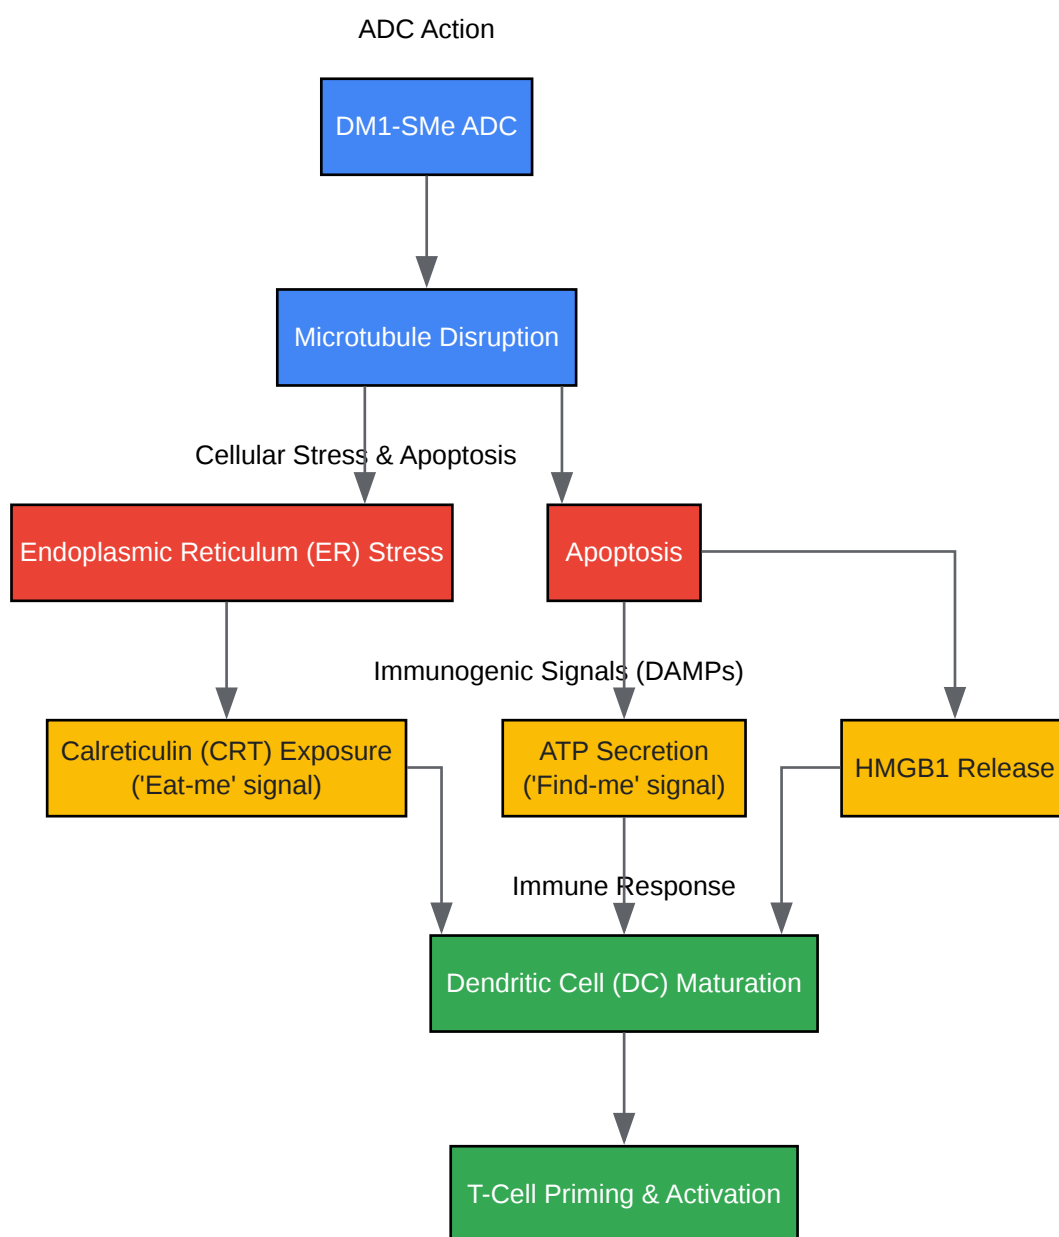 ADC Action
DM1-SMe ADC
Microtubule Disruption
Cellular Stress & Apoptosis
Endoplasmic Reticulum (ER) Stress
Apoptosis
Immunogenic Signals (DAMPs)
Calreticulin (CRT) Exposure
('Eat-me' signal)
ATP Secretion
('Find-me' signal)
HMGB1 Release
Immune Response
Dendritic Cell (DC) Maturation
T-Cell Priming & Activation